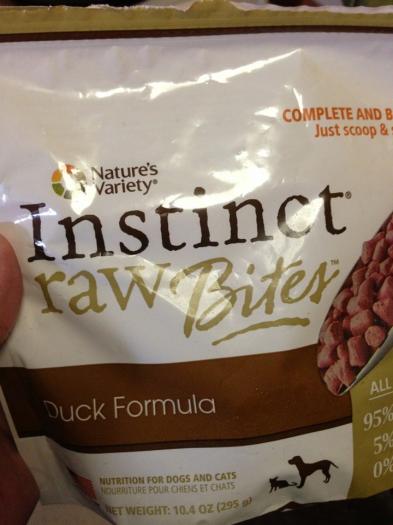 COMPLETE AND B
Just scoop &
Nature's
Variety®
Instinct®
raw Bites™
Duck Formula
ALL
95%
5%
0%
NUTRITION FOR DOGS AND CATS
NOURRITURE POUR CHIENS ET CHATS
NET WEIGHT: 10.4 OZ (295 g)